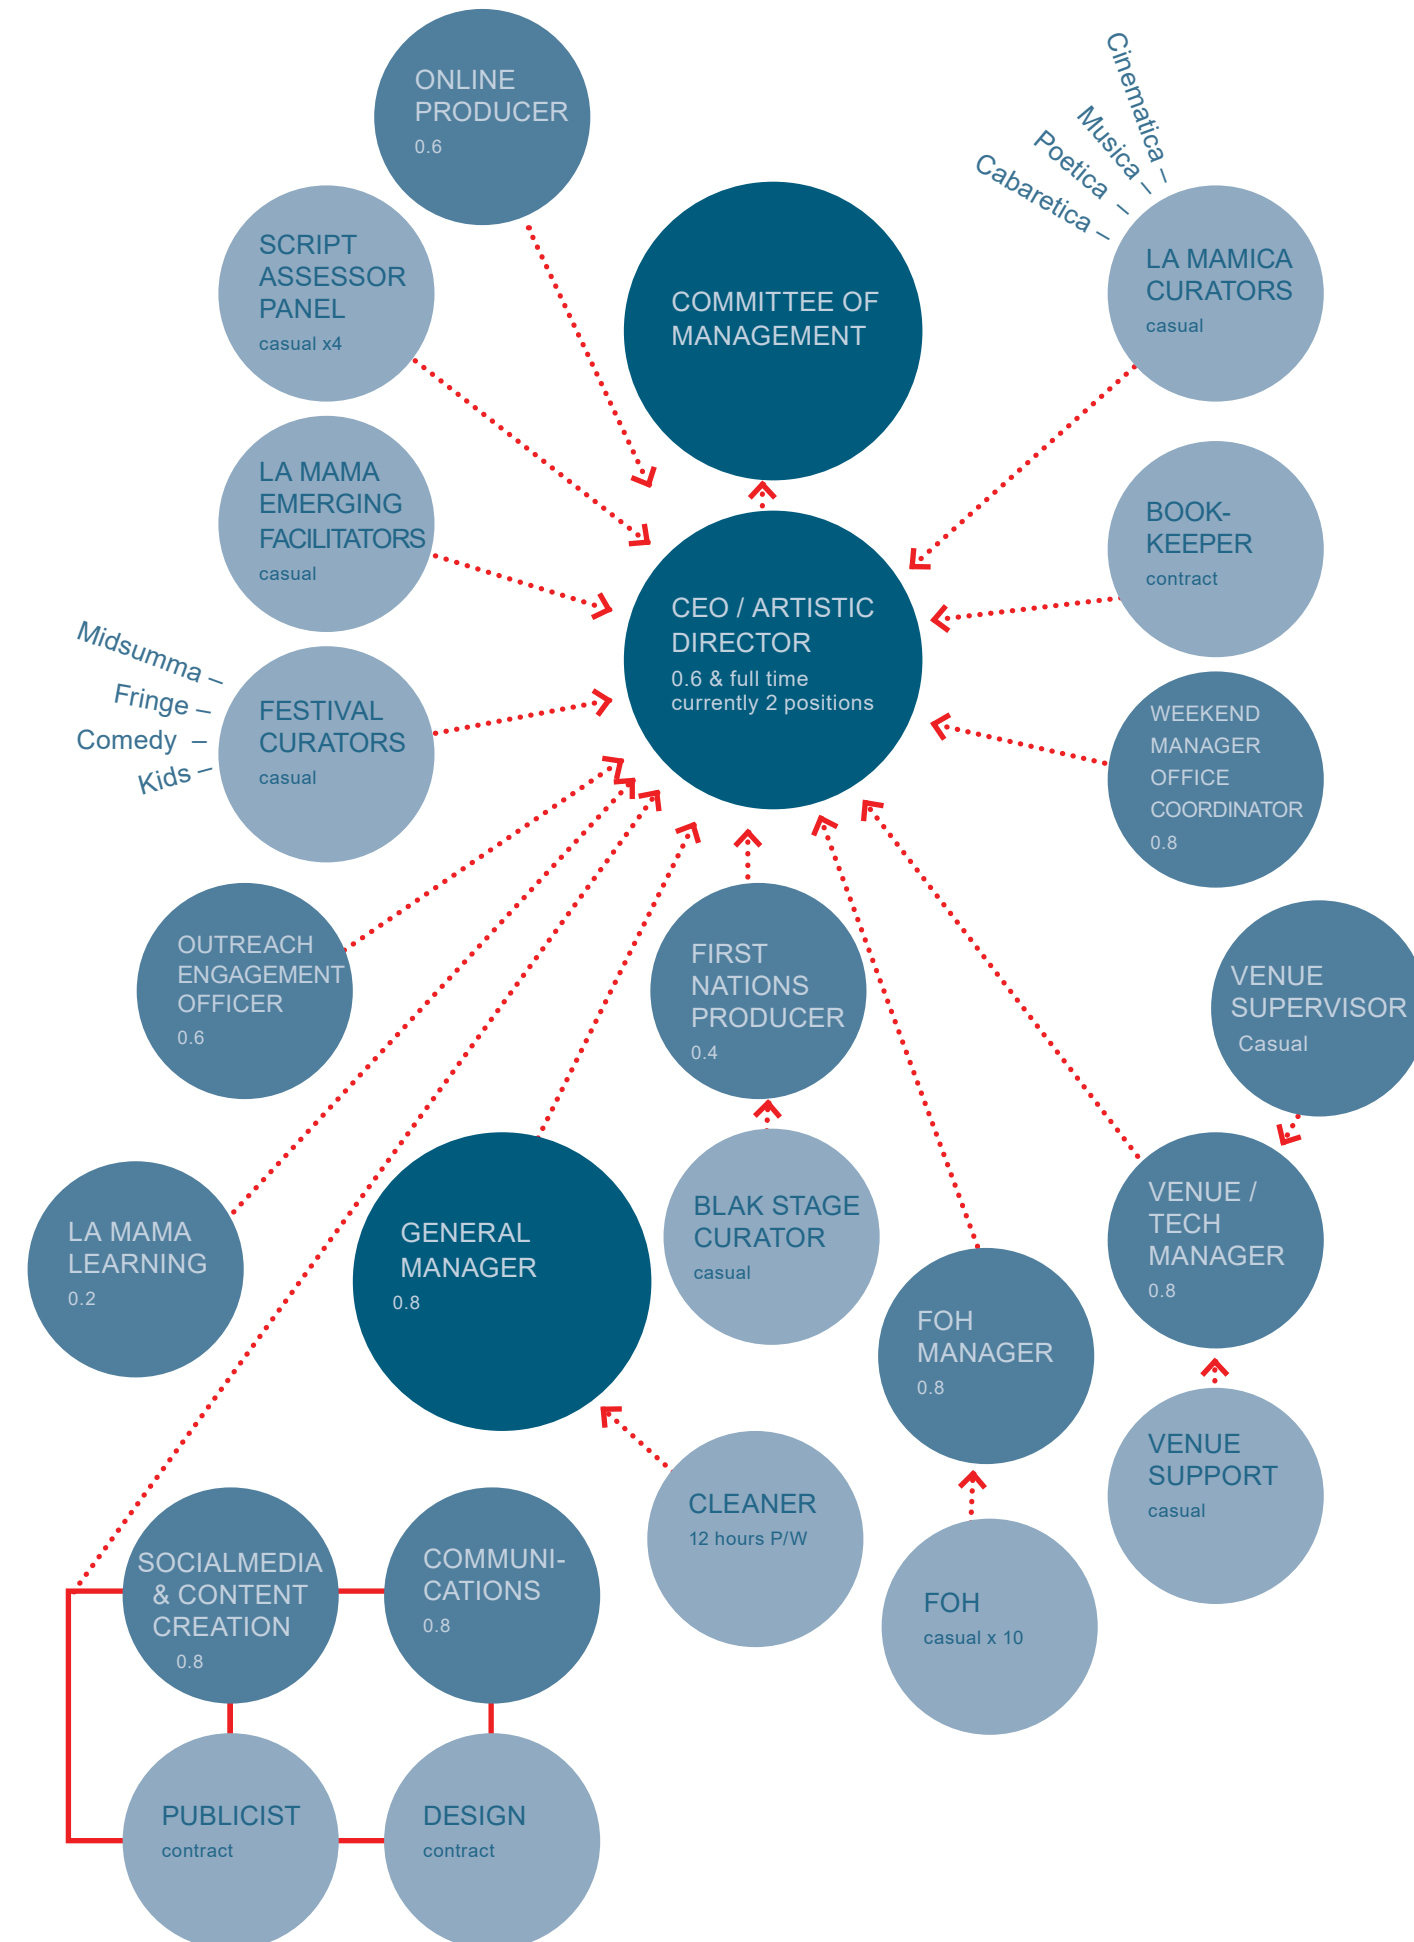 ONLINE
PRODUCER
0.6
Cinematica –
Musica –
Poetica –
Cabaretica –
SCRIPT
ASSESSOR
PANEL
casual x4
COMMITTEE OF
MANAGEMENT
LA MAMICA
CURATORS
casual
LA MAMA
EMERGING
FACILITATORS
casual
BOOK-
KEEPER
contract
CEO / ARTISTIC
DIRECTOR
0.6 & full time
currently 2 positions
Midsumma –
Fringe –
Comedy –
Kids –
FESTIVAL
CURATORS
casual
WEEKEND
MANAGER
OFFICE
COORDINATOR
0.8
OUTREACH
ENGAGEMENT
OFFICER
0.6
FIRST
NATIONS
PRODUCER
0.4
VENUE
SUPERVISOR
Casual
LA MAMA
LEARNING
0.2
GENERAL
MANAGER
0.8
BLAK STAGE
CURATOR
casual
VENUE /
TECH
MANAGER
0.8
FOH
MANAGER
0.8
VENUE
SUPPORT
casual
CLEANER
12 hours P/W
SOCIALMEDIA
& CONTENT
CREATION
0.8
COMMUNI-
CATIONS
0.8
FOH
casual x 10
PUBLICIST
contract
DESIGN
contract